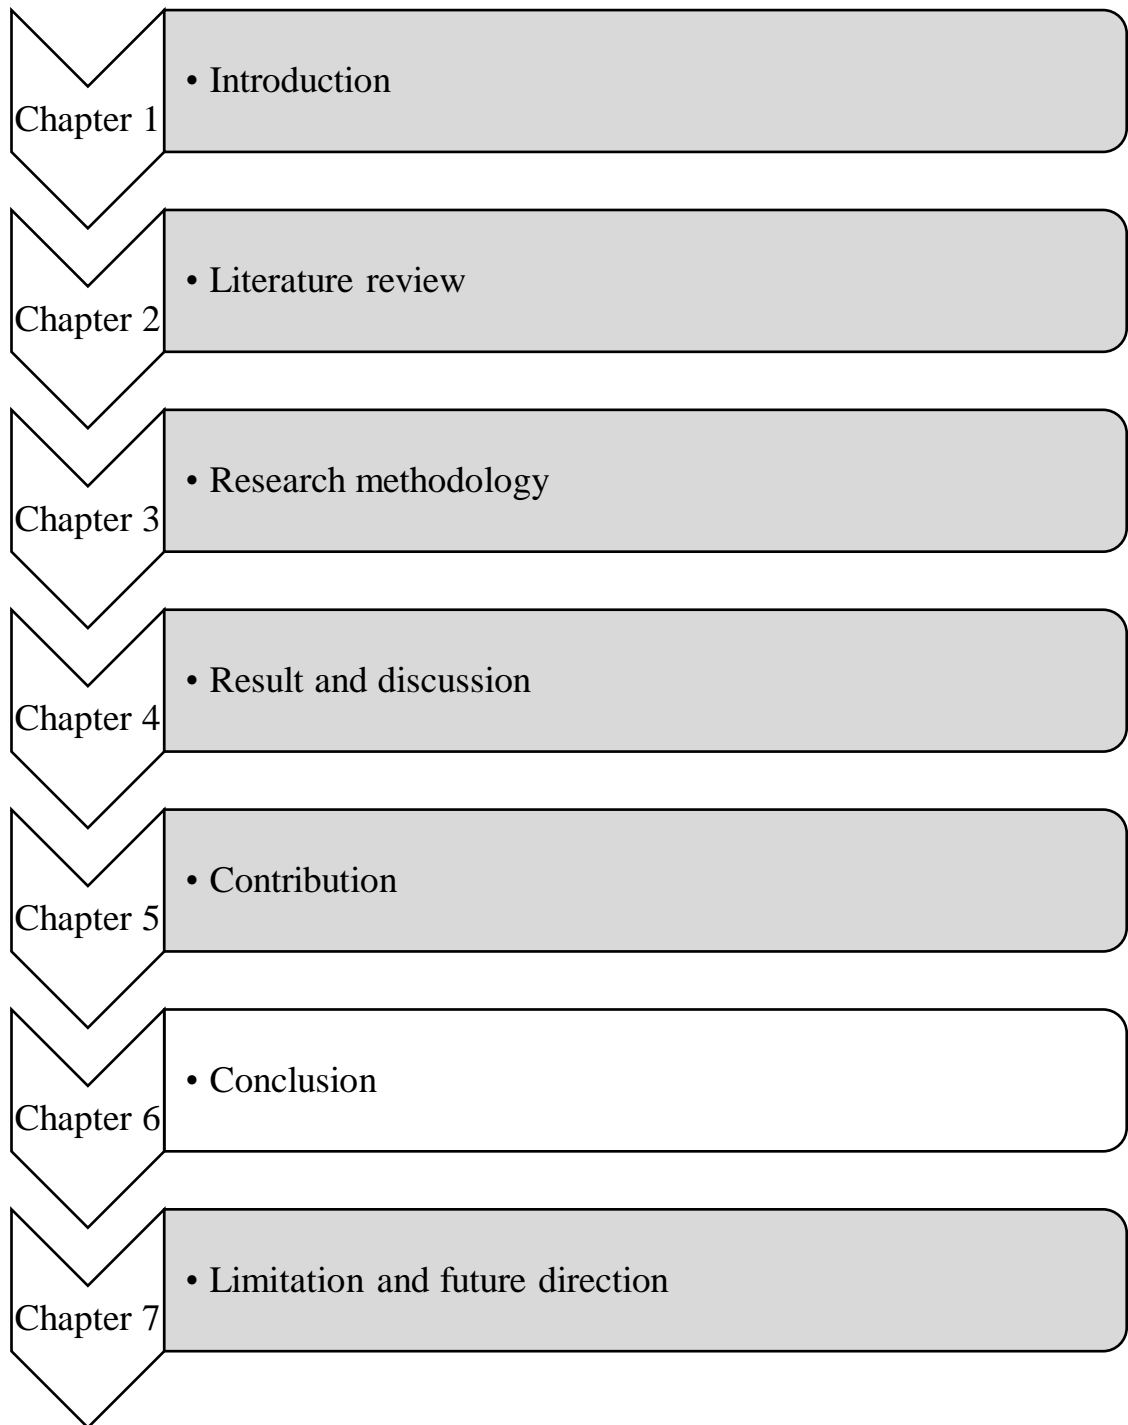 Chapter 1
• Introduction
Chapter 2
• Literature review
Chapter 3
• Research methodology
Chapter 4
• Result and discussion
Chapter 5
• Contribution
Chapter 6
• Conclusion
Chapter 7
• Limitation and future direction